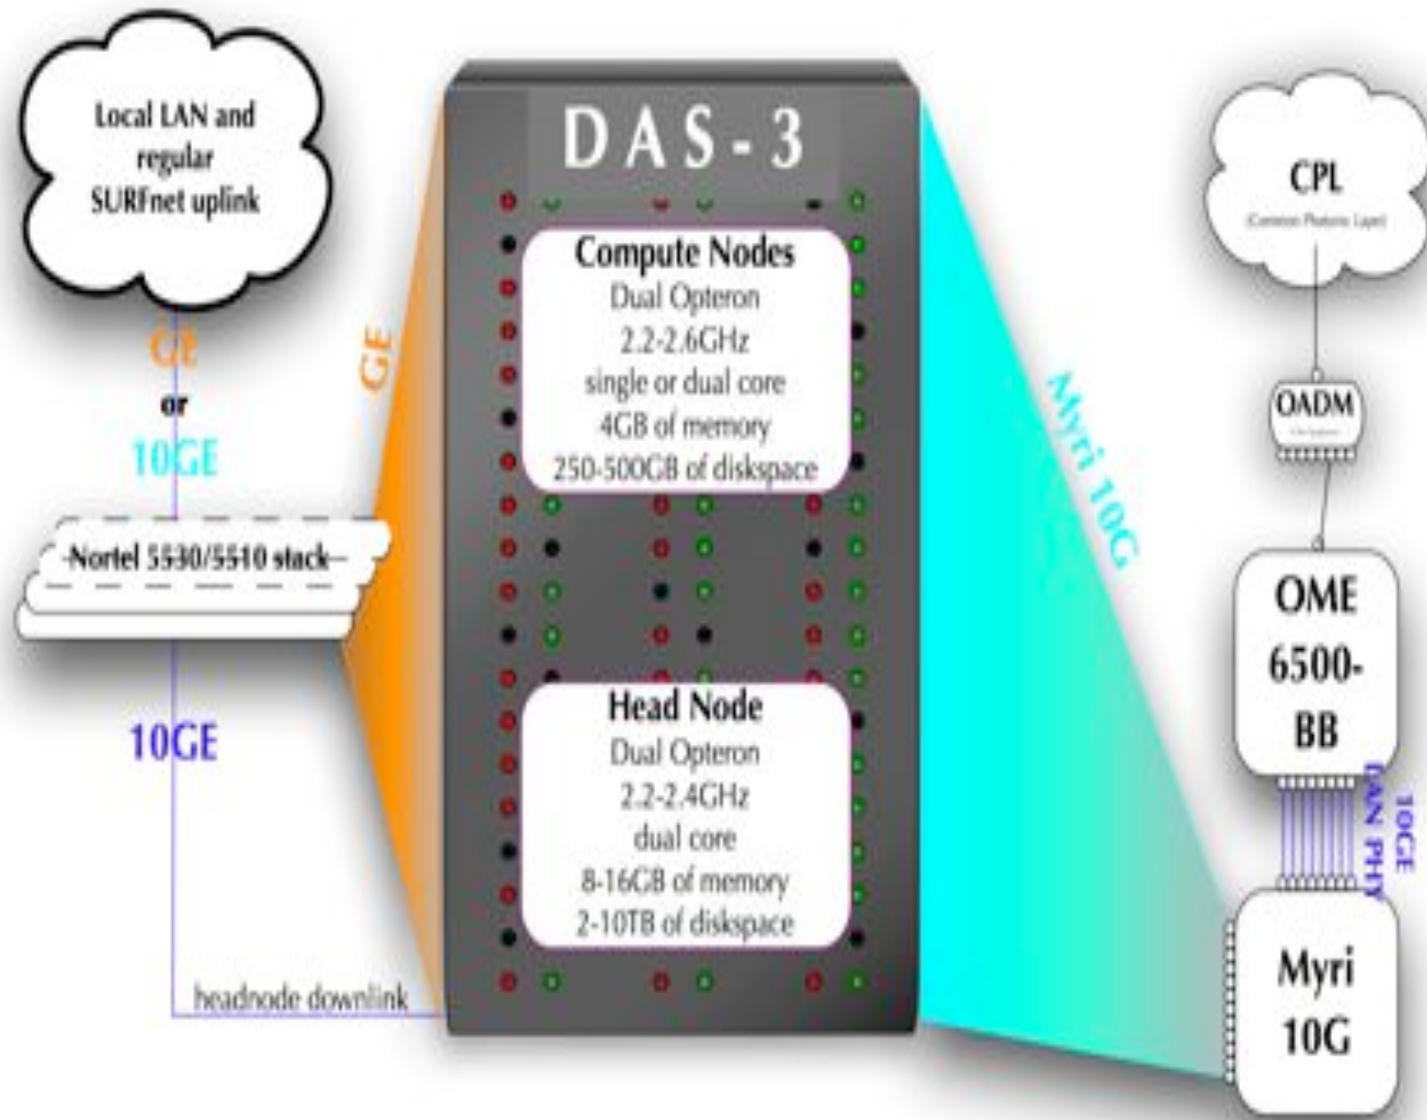 Local LAN and
regular
SURFnet uplink
GE
or
10GE
Nortel 5530/5510 stack
10GE
headnode downlink
GE
DAS-3
Compute Nodes
Dual Opteron
2.2-2.6GHz
single or dual core
4GB of memory
250-500GB of diskspace
Head Node
Dual Opteron
2.2-2.4GHz
dual core
8-16GB of memory
2-10TB of diskspace
Myri 10G
CPL
(Common Photonic Layer)
OADM
OME
6500-
BB
10GE
LAN PHY
Myri
10G